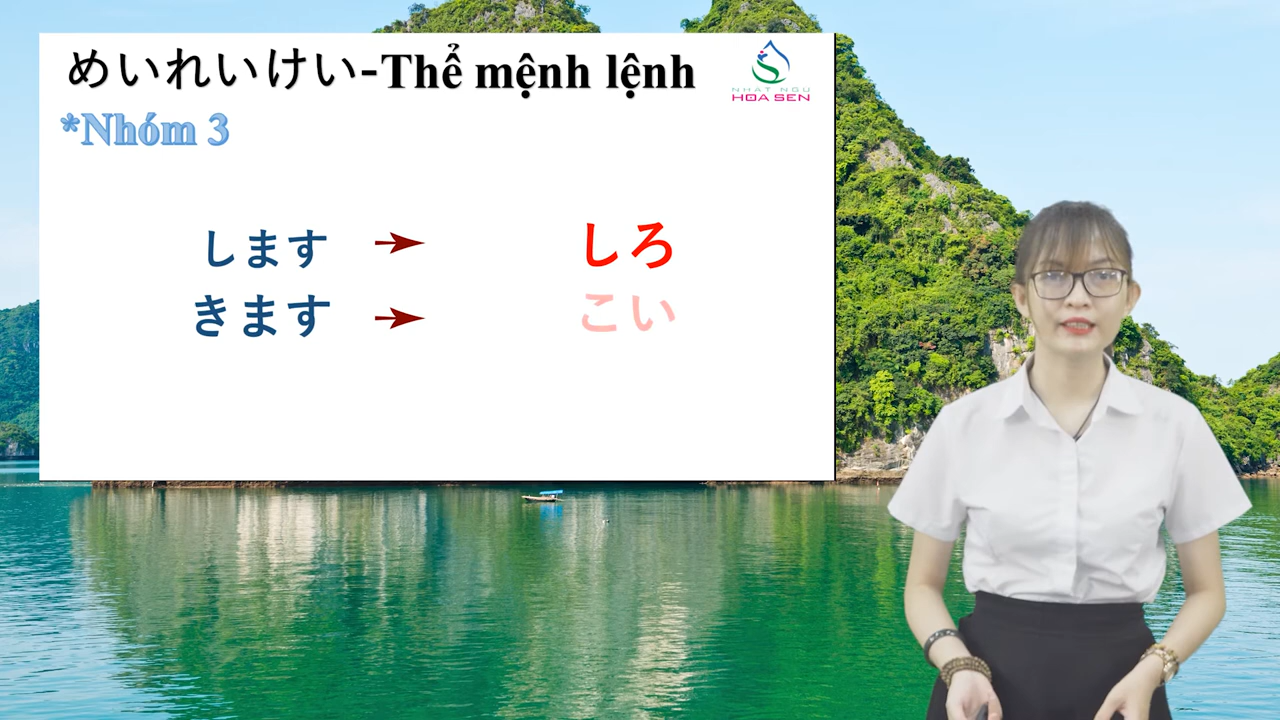 めいれいけい-Thể mệnh lệnh
NHẬT NGỮ
HOA SEN
*Nhóm 3
します → しろ
きます → こい